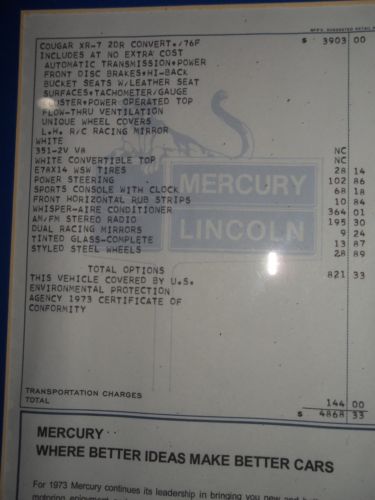 MFR. SUGGESTED RETAIL
COUGAR XR-7 2DR CONVERT./76F $ 3903 00
INCLUDES AT NO EXTRA COST
AUTOMATIC TRANSMISSION*POWER
FRONT DISC BRAKES*HI-BACK
BUCKET SEATS W/LEATHER SEAT
SURFACES*TACHOMETER/GAUGE
CLUSTER*POWER OPERATED TOP
FLOW-THRU VENTILATION
UNIQUE WHEEL COVERS
L.H. R/C RACING MIRROR
WHITE
351-2V V8 NC
WHITE CONVERTIBLE TOP NC
E78X14 WSW TIRES 28 14
POWER STEERING 102 86
SPORTS CONSOLE WITH CLOCK 68 18
FRONT HORIZONTAL RUB STRIPS 10 84
WHISPER-AIRE CONDITIONER 364 01
AM/FM STEREO RADIO 195 30
DUAL RACING MIRRORS 9 24
TINTED GLASS-COMPLETE 13 87
STYLED STEEL WHEELS 28 89
MERCURY
LINCOLN
TOTAL OPTIONS 821 33
THIS VEHICLE COVERED BY U.S.
ENVIRONMENTAL PROTECTION
AGENCY 1973 CERTIFICATE OF
CONFORMITY
TRANSPORTATION CHARGES 144 00
TOTAL $ 4868 33
MERCURY
WHERE BETTER IDEAS MAKE BETTER CARS
For 1973 Mercury continues its leadership in bringing you new and